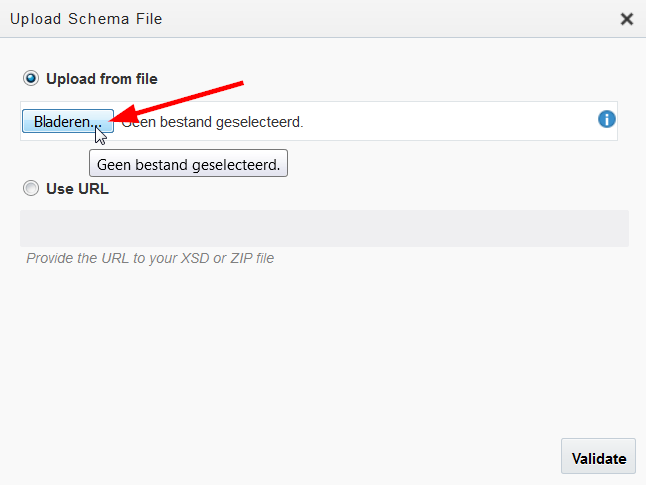 Upload Schema File
Upload from file
Bladeren... Geen bestand geselecteerd.
Geen bestand geselecteerd.
Use URL
Provide the URL to your XSD or ZIP file
Validate